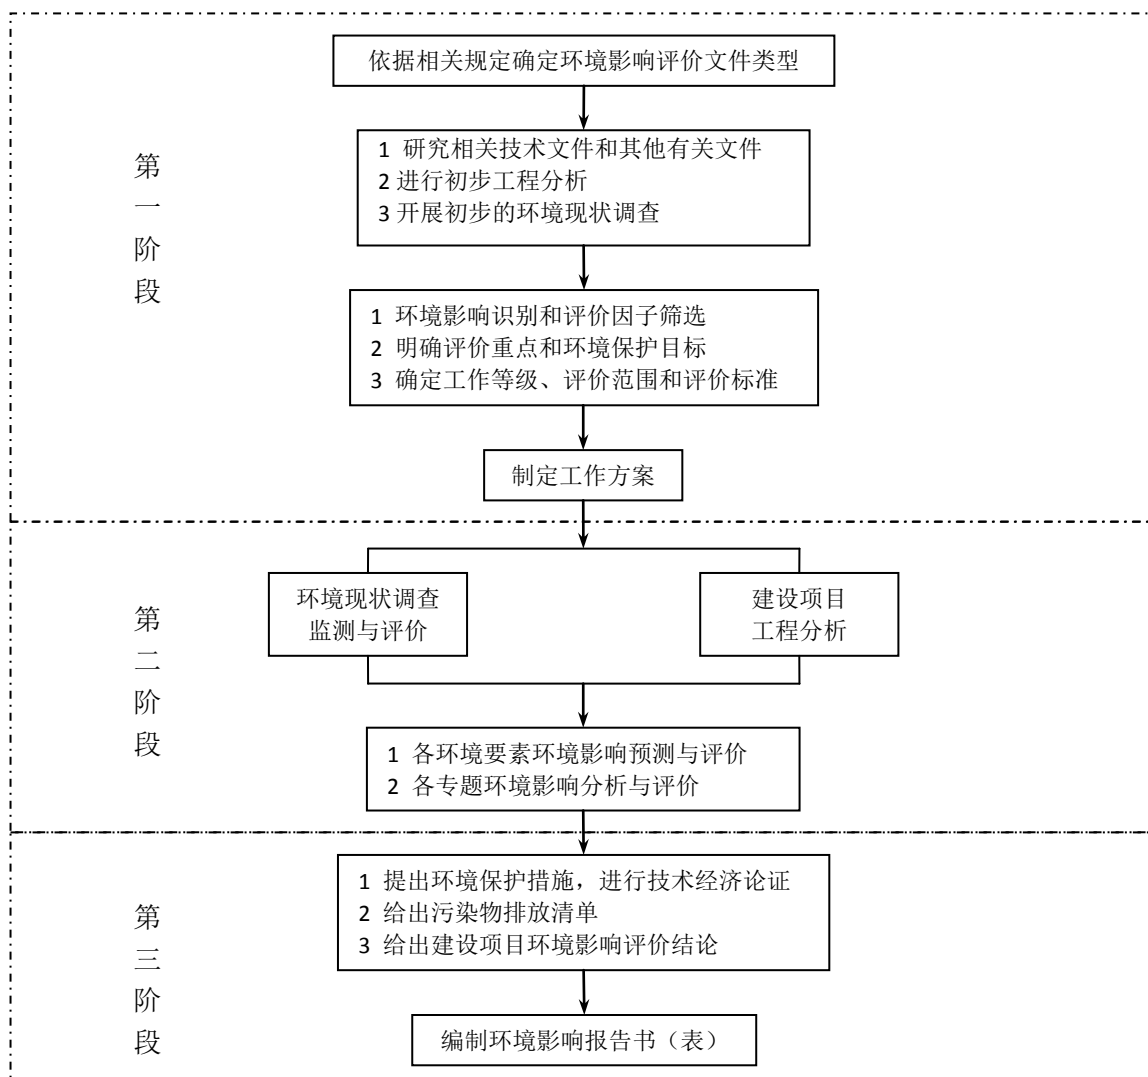 依据相关规定确定环境影响评价文件类型
第
一
阶
段
1 研究相关技术文件和其他有关文件
2 进行初步工程分析
3 开展初步的环境现状调查
1 环境影响识别和评价因子筛选
2 明确评价重点和环境保护目标
3 确定工作等级、评价范围和评价标准
制定工作方案
第
二
阶
段
环境现状调查
监测与评价
建设项目
工程分析
1 各环境要素环境影响预测与评价
2 各专题环境影响分析与评价
第
三
阶
段
1 提出环境保护措施，进行技术经济论证
2 给出污染物排放清单
3 给出建设项目环境影响评价结论
编制环境影响报告书（表）